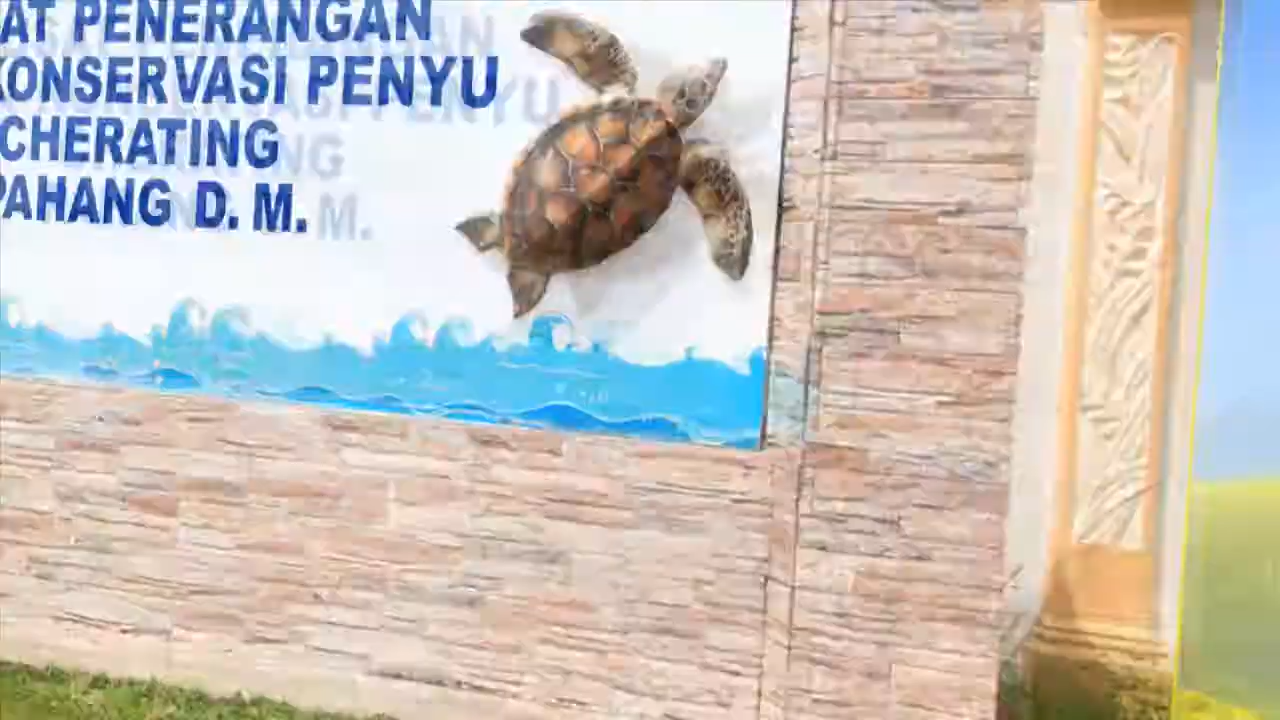 AT PENERANGAN
KONSERVASI PENYU
CHERATING
PAHANG D. M.